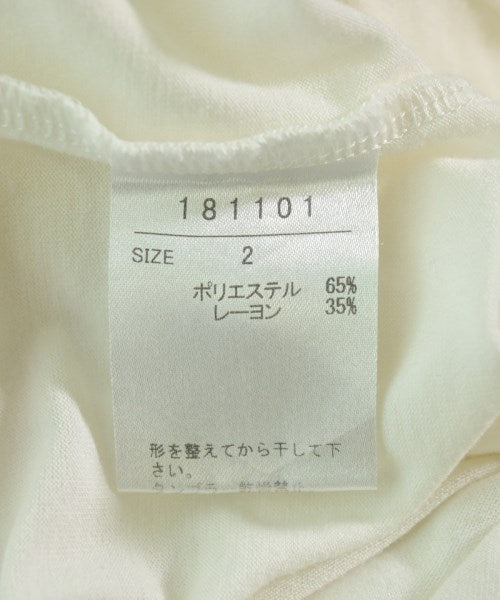 181101
SIZE 2
ポリエステル 65%
レーヨン 35%
形を整えてから干して下
さい。